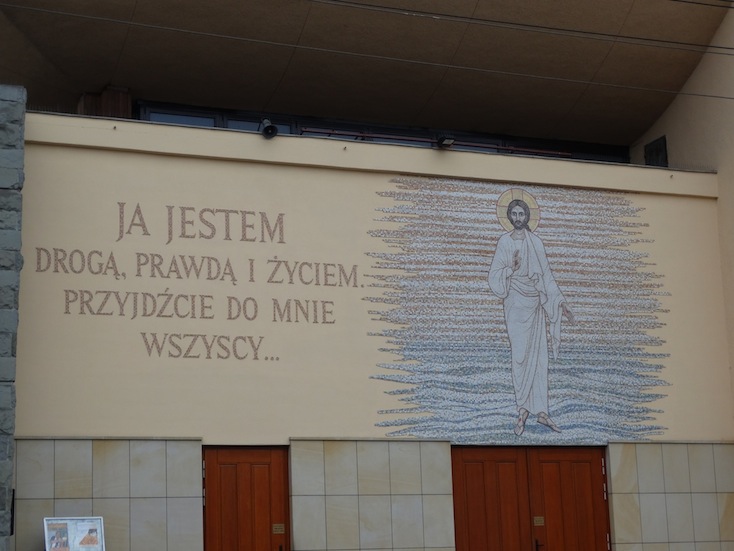 JA JESTEM
DROGĄ, PRAWDĄ I ŻYCIEM.
PRZYJDŹCIE DO MNIE
WSZYSCY...